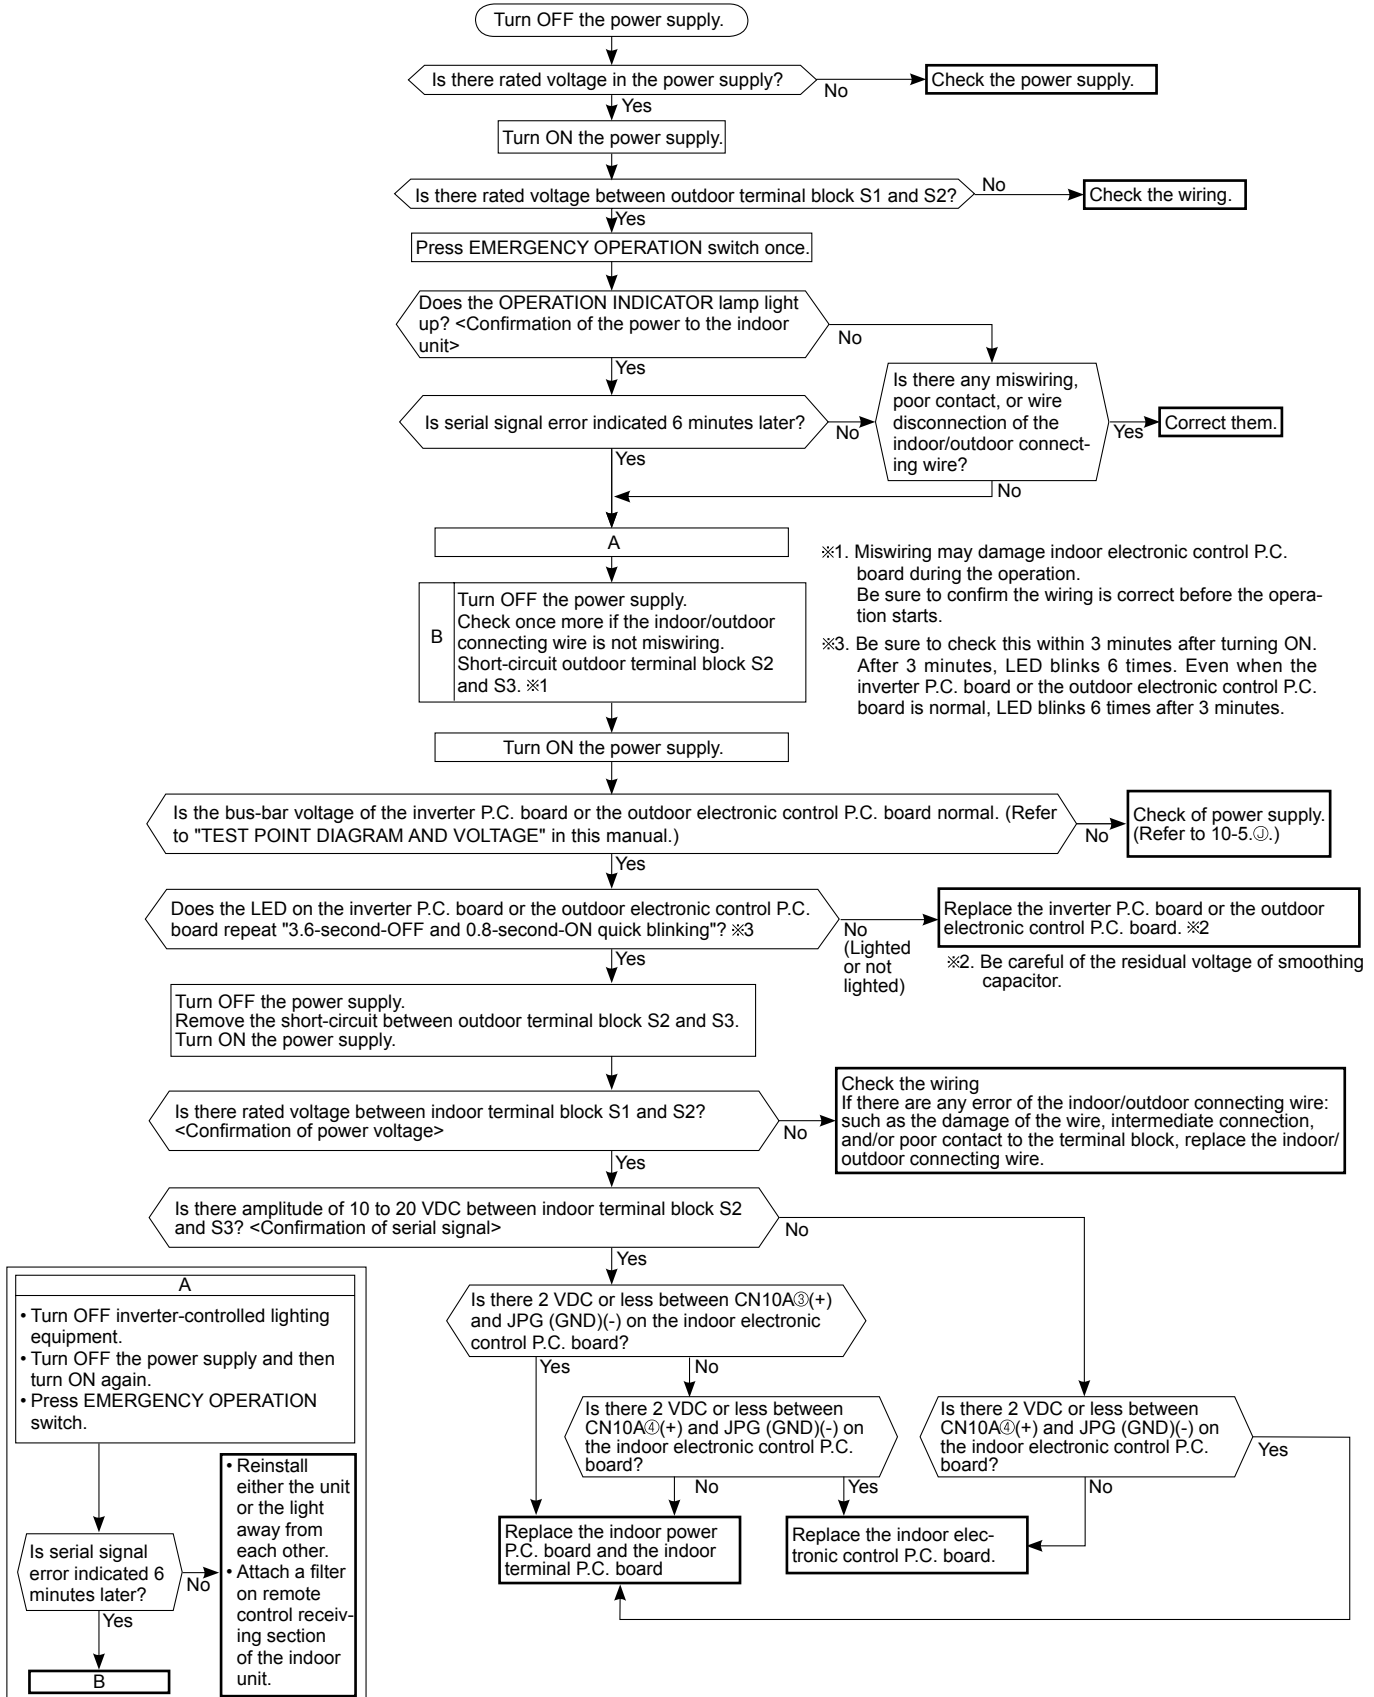 Turn OFF the power supply.
Is there rated voltage in the power supply?
No
Check the power supply.
Yes
Turn ON the power supply.
Is there rated voltage between outdoor terminal block S1 and S2?
No
Check the wiring.
Yes
Press EMERGENCY OPERATION switch once.
Does the OPERATION INDICATOR lamp light
up? <Confirmation of the power to the indoor
unit>
No
Yes
Is there any miswiring,
poor contact, or wire
disconnection of the
indoor/outdoor connect-
ing wire?
Is serial signal error indicated 6 minutes later?
No
Yes
Correct them.
Yes
No
A
B
Turn OFF the power supply.
Check once more if the indoor/outdoor
connecting wire is not miswiring.
Short-circuit outdoor terminal block S2
and S3. ※1
※1. Miswiring may damage indoor electronic control P.C.
board during the operation.
Be sure to confirm the wiring is correct before the opera-
tion starts.
※3. Be sure to check this within 3 minutes after turning ON.
After 3 minutes, LED blinks 6 times. Even when the
inverter P.C. board or the outdoor electronic control P.C.
board is normal, LED blinks 6 times after 3 minutes.
Turn ON the power supply.
Is the bus-bar voltage of the inverter P.C. board or the outdoor electronic control P.C. board normal. (Refer
to "TEST POINT DIAGRAM AND VOLTAGE" in this manual.)
No
Check of power supply.
(Refer to 10-5.Ⓙ.)
Yes
Does the LED on the inverter P.C. board or the outdoor electronic control P.C.
board repeat "3.6-second-OFF and 0.8-second-ON quick blinking"? ※3
No
(Lighted
or not
lighted)
Replace the inverter P.C. board or the outdoor
electronic control P.C. board. ※2
※2. Be careful of the residual voltage of smoothing
capacitor.
Yes
Turn OFF the power supply.
Remove the short-circuit between outdoor terminal block S2 and S3.
Turn ON the power supply.
Is there rated voltage between indoor terminal block S1 and S2?
<Confirmation of power voltage>
No
Check the wiring
If there are any error of the indoor/outdoor connecting wire:
such as the damage of the wire, intermediate connection,
and/or poor contact to the terminal block, replace the indoor/
outdoor connecting wire.
Yes
Is there amplitude of 10 to 20 VDC between indoor terminal block S2
and S3? <Confirmation of serial signal>
No
Yes
Is there 2 VDC or less between CN10A③(+)
and JPG (GND)(-) on the indoor electronic
control P.C. board?
Yes
No
Is there 2 VDC or less between
CN10A④(+) and JPG (GND)(-) on
the indoor electronic control P.C.
board?
No
Yes
Is there 2 VDC or less between
CN10A④(+) and JPG (GND)(-) on
the indoor electronic control P.C.
board?
Yes
No
Replace the indoor power
P.C. board and the indoor
terminal P.C. board
Replace the indoor elec-
tronic control P.C. board.
A
• Turn OFF inverter-controlled lighting
equipment.
• Turn OFF the power supply and then
turn ON again.
• Press EMERGENCY OPERATION
switch.
Is serial signal
error indicated 6
minutes later?
No
Yes
• Reinstall
either the unit
or the light
away from
each other.
• Attach a filter
on remote
control receiv-
ing section
of the indoor
unit.
B